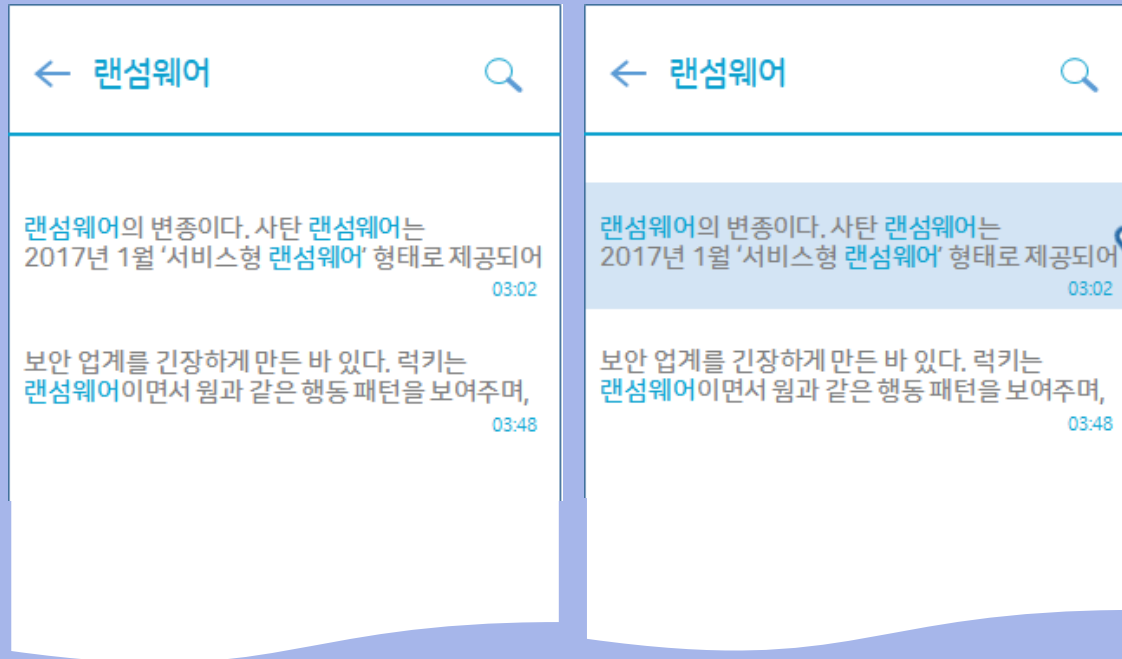 랜섬웨어
랜섬웨어의 변종이다. 사탄 랜섬웨어는
2017년 1월 ‘서비스형 랜섬웨어’ 형태로 제공되어
03:02
보안 업계를 긴장하게 만든 바 있다. 럭키는
랜섬웨어이면서 웜과 같은 행동 패턴을 보여주며,
03:48
랜섬웨어
랜섬웨어의 변종이다. 사탄 랜섬웨어는
2017년 1월 ‘서비스형 랜섬웨어’ 형태로 제공되어
03:02
보안 업계를 긴장하게 만든 바 있다. 럭키는
랜섬웨어이면서 웜과 같은 행동 패턴을 보여주며,
03:48